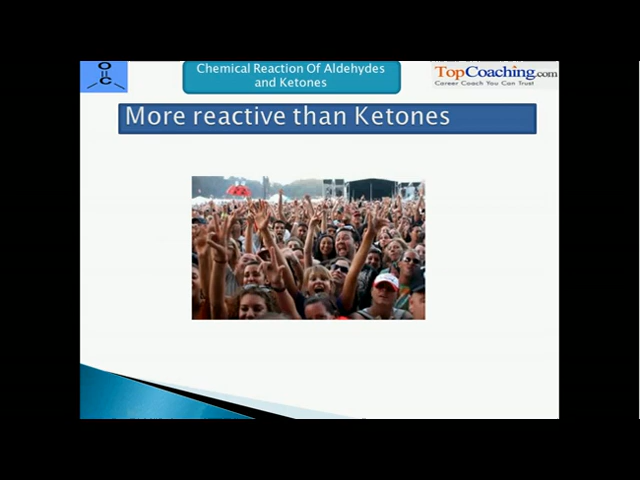 O
C
Chemical Reaction Of Aldehydes
and Ketones
TopCoaching.com
Career Coach You Can Trust
More reactive than Ketones